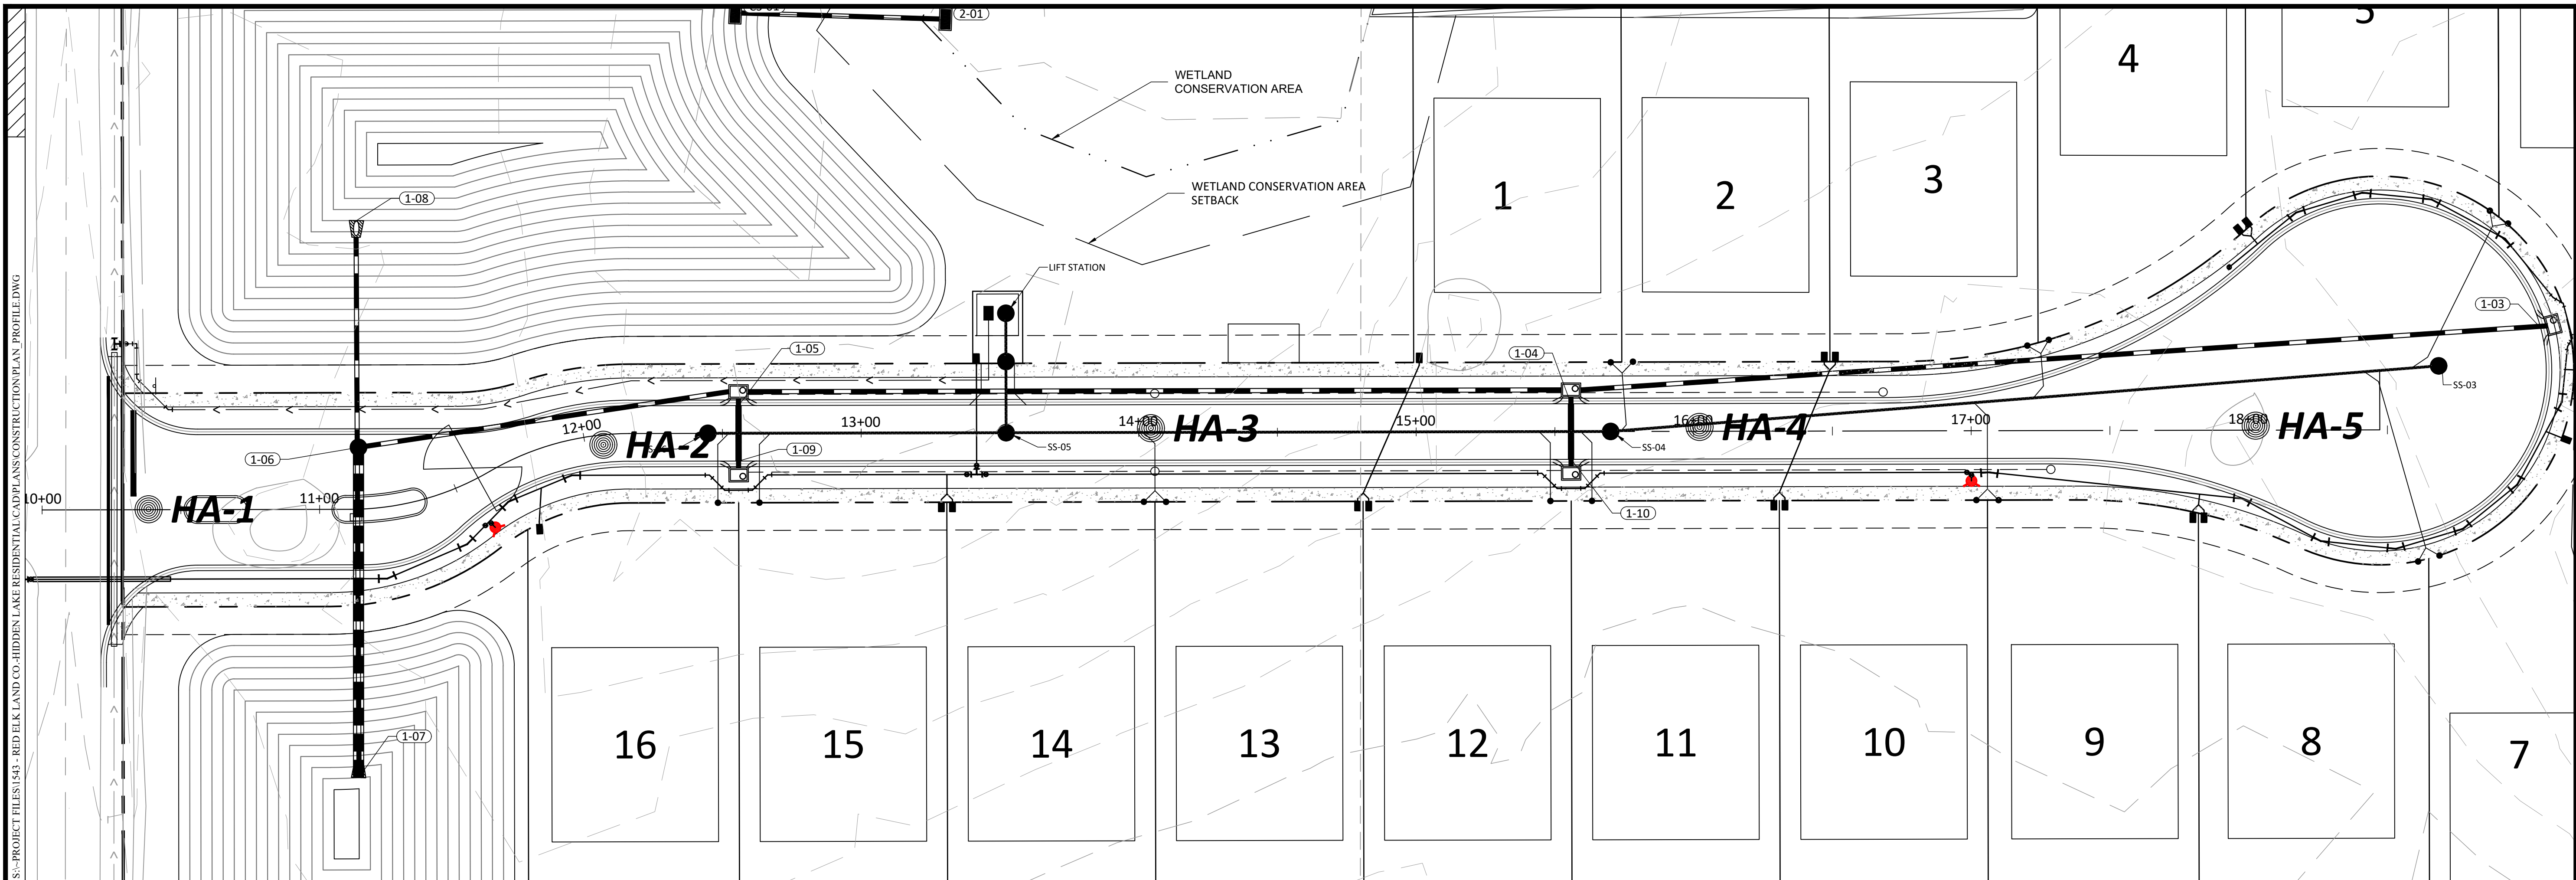 2-01
5
4
WETLAND
CONSERVATION AREA
WETLAND CONSERVATION AREA
SETBACK
1
2
3
1-08
LIFT STATION
1-03
1-05
1-04
SS-03
10+00
11+00
12+00
13+00
14+00
15+00
16+00
17+00
18+00
HA-1
HA-2
HA-3
HA-4
HA-5
SS-05
SS-04
1-06
1-09
1-10
1-07
16
15
14
13
12
11
10
9
8
7
S:\~PROJECT FILES\1543 - RED ELK LAND CO.-HIDDEN LAKE RESIDENTIAL\CAD\PLANS\CONSTRUCTION\PLAN_PROFILE.DWG